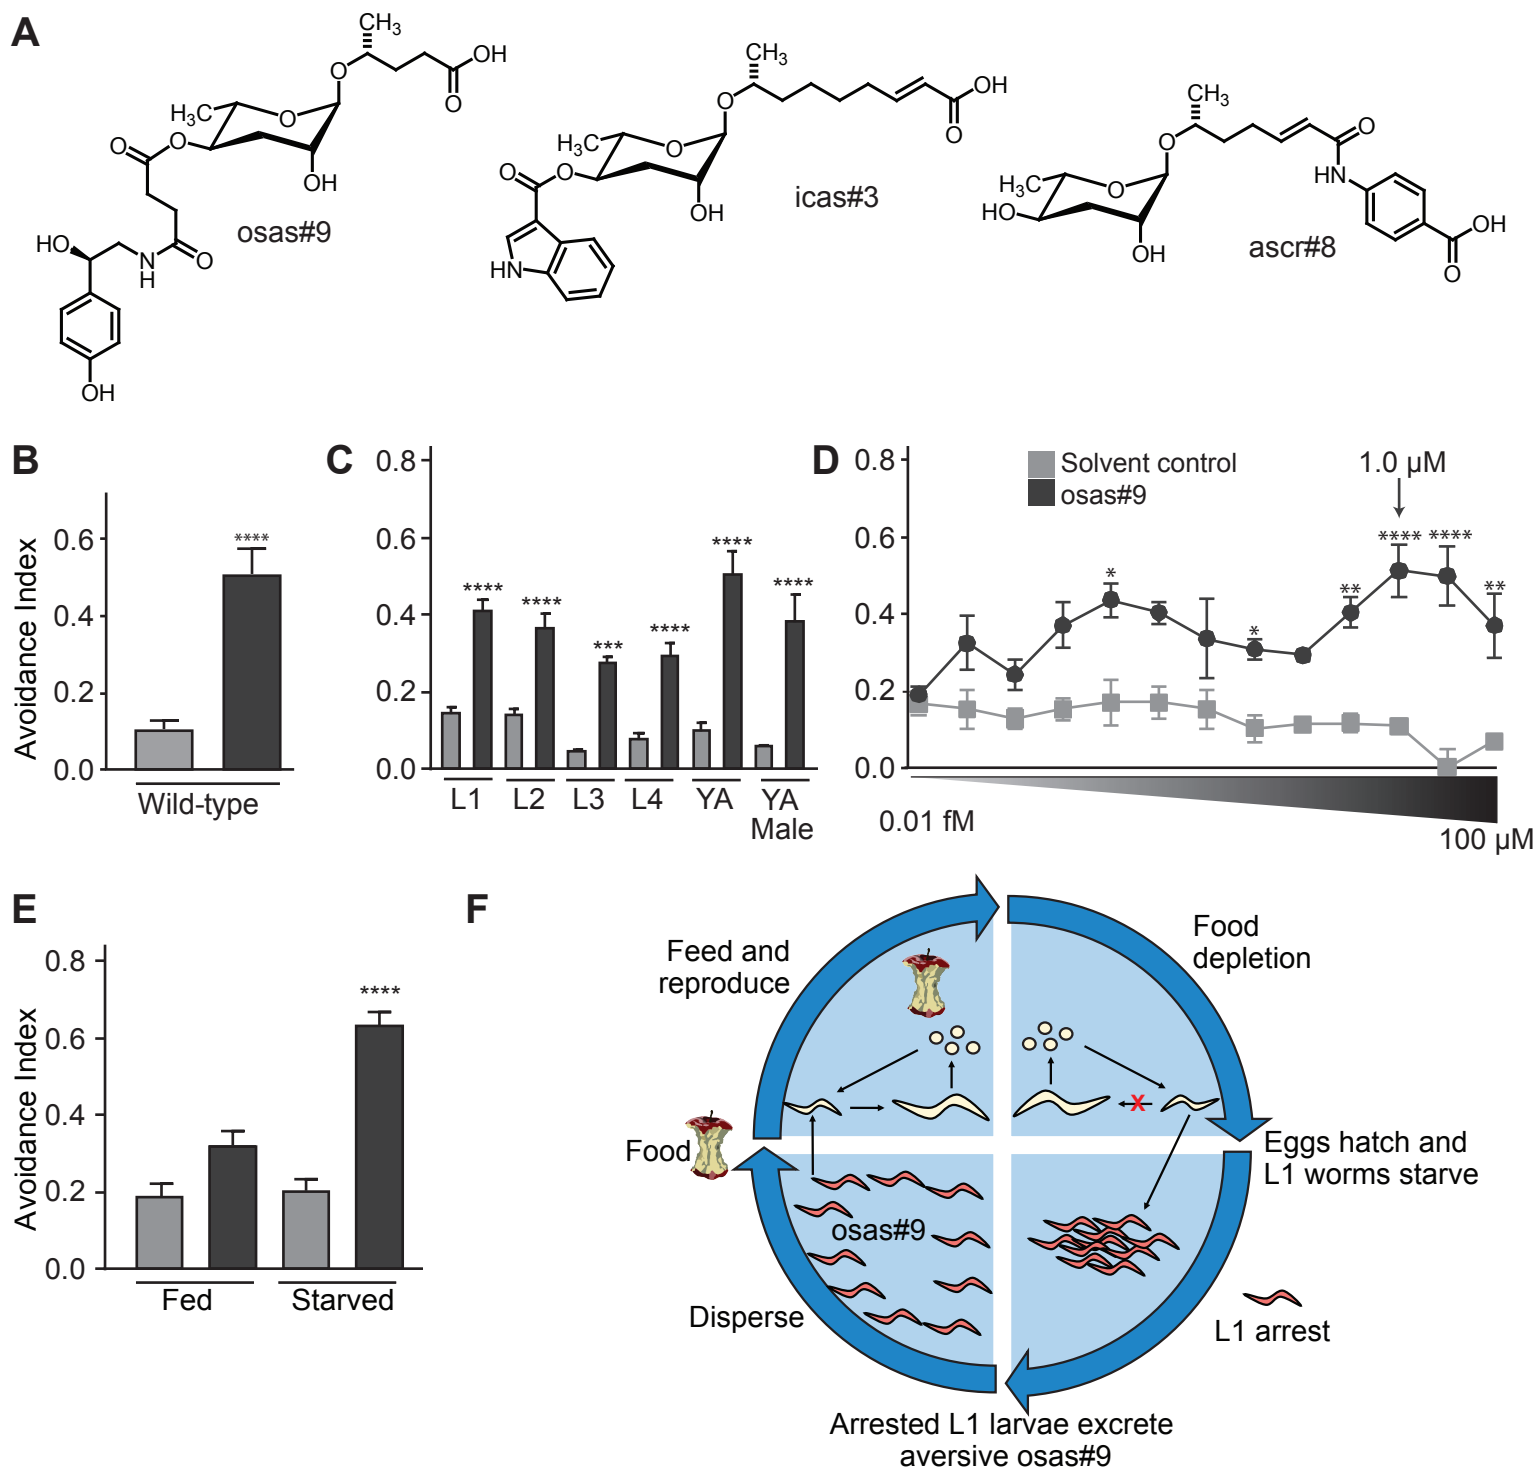 A
CH3
O
OH
O
H3C
O
O
O
OH
O
HO
N
H
O
OH
osas#9
CH3
O
OH
O
H3C
O
O
O
OH
HN
icas#3
CH3
O
O
HN
H3C
O
HO
OH
OH
O
ascr#8
B
Avoidance Index
0.6
0.4
0.2
0.0
****
Wild-type
C
0.8
0.6
0.4
0.2
0.0
****
****
***
****
****
****
L1
L2
L3
L4
YA
YA
Male
D
0.8
0.6
0.4
0.2
0.0
Solvent control
osas#9
1.0 µM
*
*
**
****
****
**
0.01 fM
100 µM
E
Avoidance Index
0.8
0.6
0.4
0.2
0.0
****
Fed
Starved
F
Feed and
reproduce
Food
depletion
X
Food
Eggs hatch and
L1 worms starve
osas#9
Disperse
L1 arrest
Arrested L1 larvae excrete
aversive osas#9